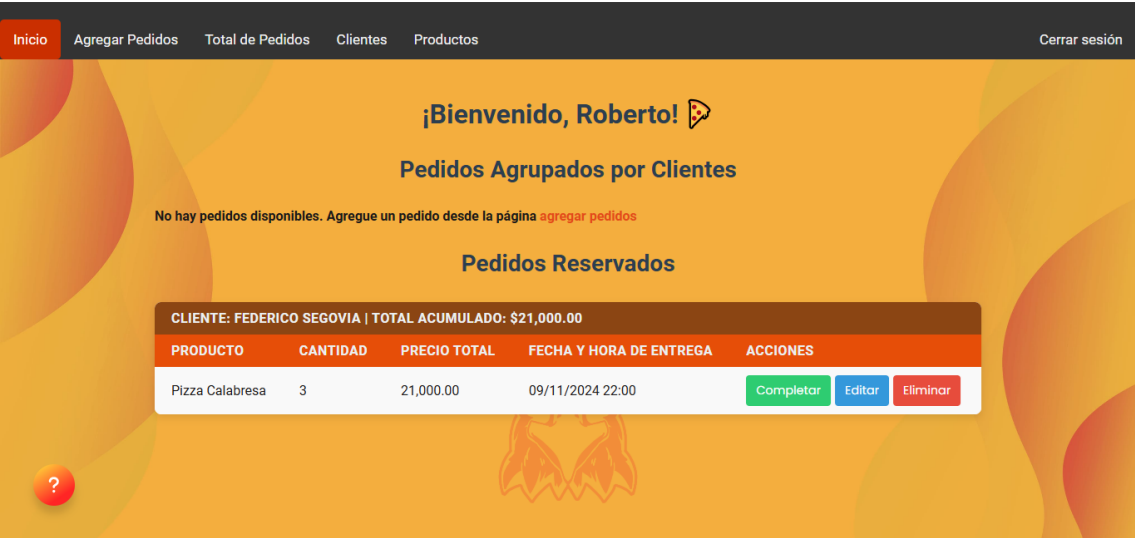 Inicio Agregar Pedidos Total de Pedidos Clientes Productos Cerrar sesión
¡Bienvenido, Roberto!
Pedidos Agrupados por Clientes
No hay pedidos disponibles. Agregue un pedido desde la página agregar pedidos
Pedidos Reservados
CLIENTE: FEDERICO SEGOVIA | TOTAL ACUMULADO: $21,000.00
PRODUCTO CANTIDAD PRECIO TOTAL FECHA Y HORA DE ENTREGA ACCIONES
Pizza Calabresa 3 21,000.00 09/11/2024 22:00 Completar Editar Eliminar
?